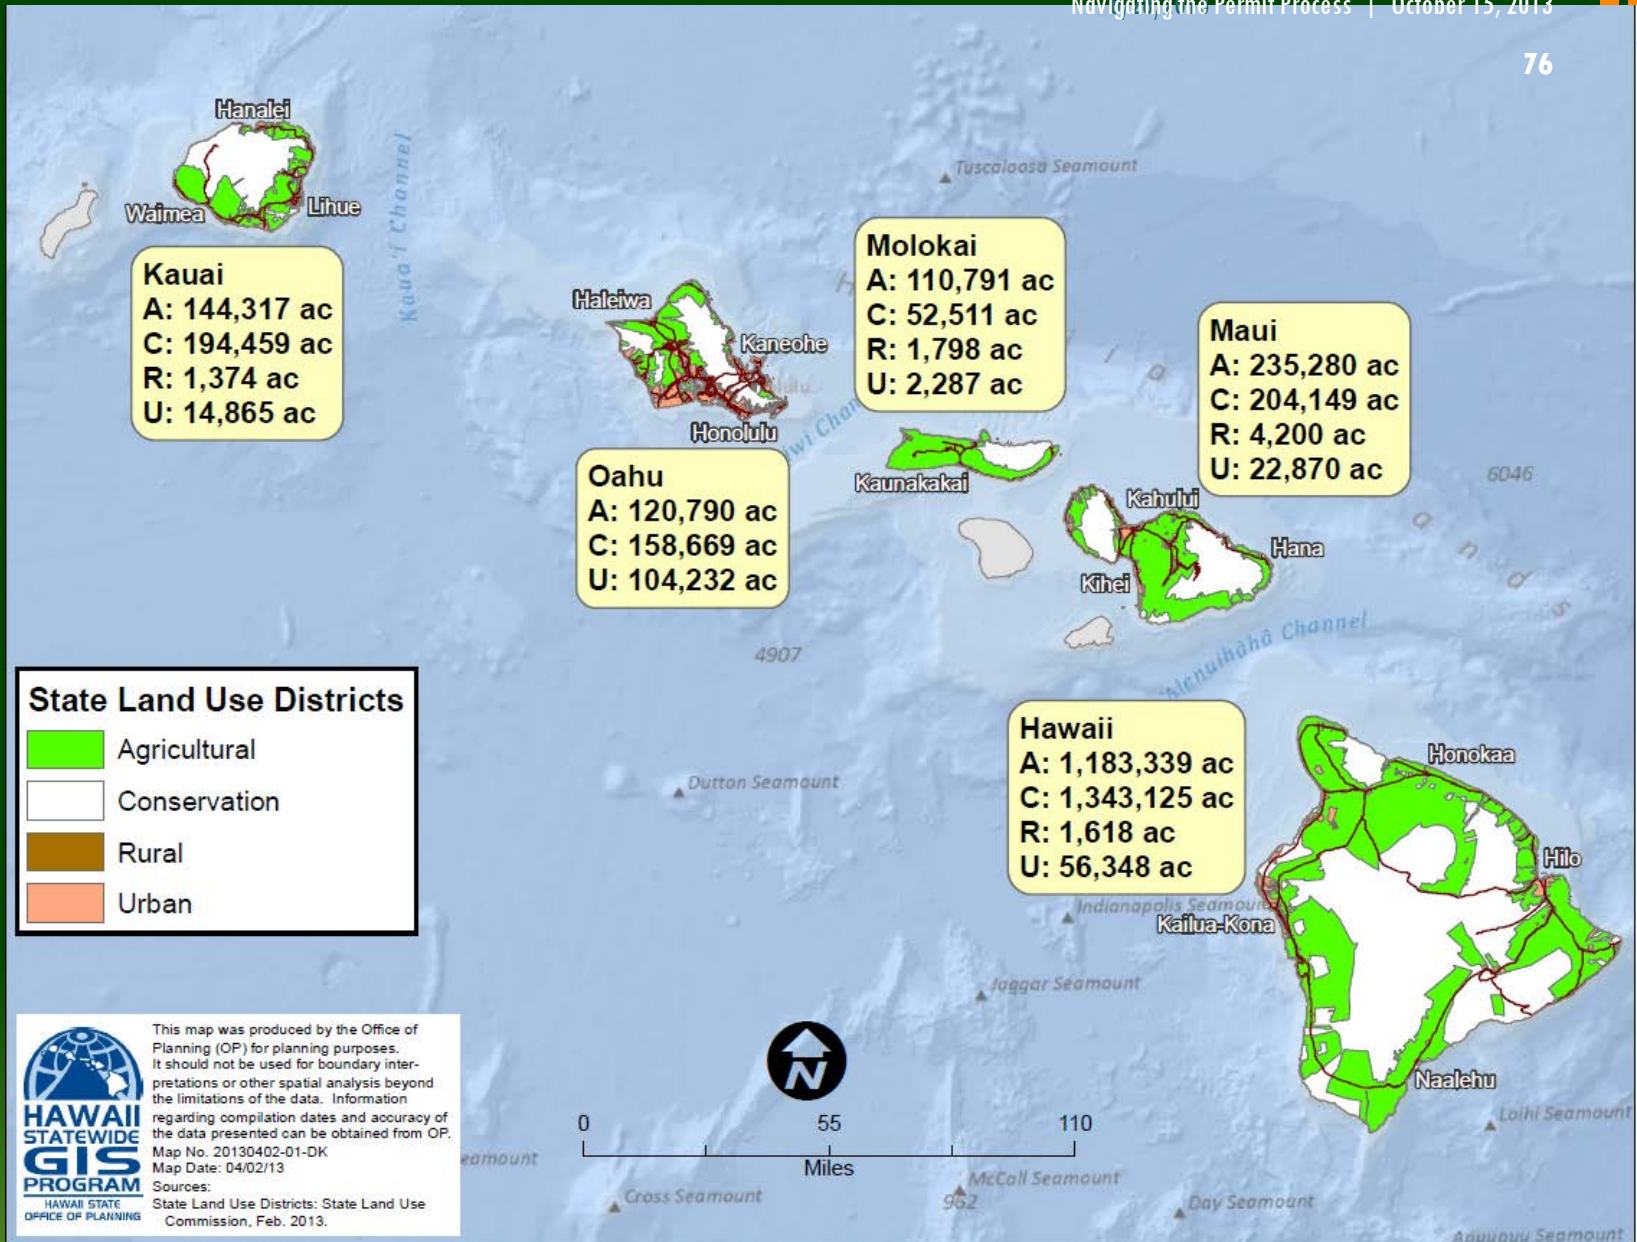 Navigating the Permit Process | October 15, 2013
76
Hanalei
Waimea
Lihue
Kaua'i Channel
Kauai
A: 144,317 ac
C: 194,459 ac
R: 1,374 ac
U: 14,865 ac
Tuscaloosa Seamount
Haleiwa
Kaneohe
Honolulu
Oahu
A: 120,790 ac
C: 158,669 ac
U: 104,232 ac
Molokai
A: 110,791 ac
C: 52,511 ac
R: 1,798 ac
U: 2,287 ac
Kaunakakai
Maui
A: 235,280 ac
C: 204,149 ac
R: 4,200 ac
U: 22,870 ac
6046
Kahului
Hana
Kihei
4907
'Alenuihāhā Channel
State Land Use Districts
Agricultural
Conservation
Rural
Urban
Dutton Seamount
Hawaii
A: 1,183,339 ac
C: 1,343,125 ac
R: 1,618 ac
U: 56,348 ac
Honokaa
Hilo
Indianapolis Seamount
Kailua-Kona
Jaggar Seamount
Naalehu
Loihi Seamount
N
0 55 110
Miles
McCall Seamount
962
Cross Seamount
Day Seamount
HAWAII
STATEWIDE
GIS
PROGRAM
HAWAII STATE
OFFICE OF PLANNING
This map was produced by the Office of
Planning (OP) for planning purposes.
It should not be used for boundary inter-
pretations or other spatial analysis beyond
the limitations of the data. Information
regarding compilation dates and accuracy of
the data presented can be obtained from OP.
Map No. 20130402-01-DK
Map Date: 04/02/13
Sources:
State Land Use Districts: State Land Use
Commission, Feb. 2013.